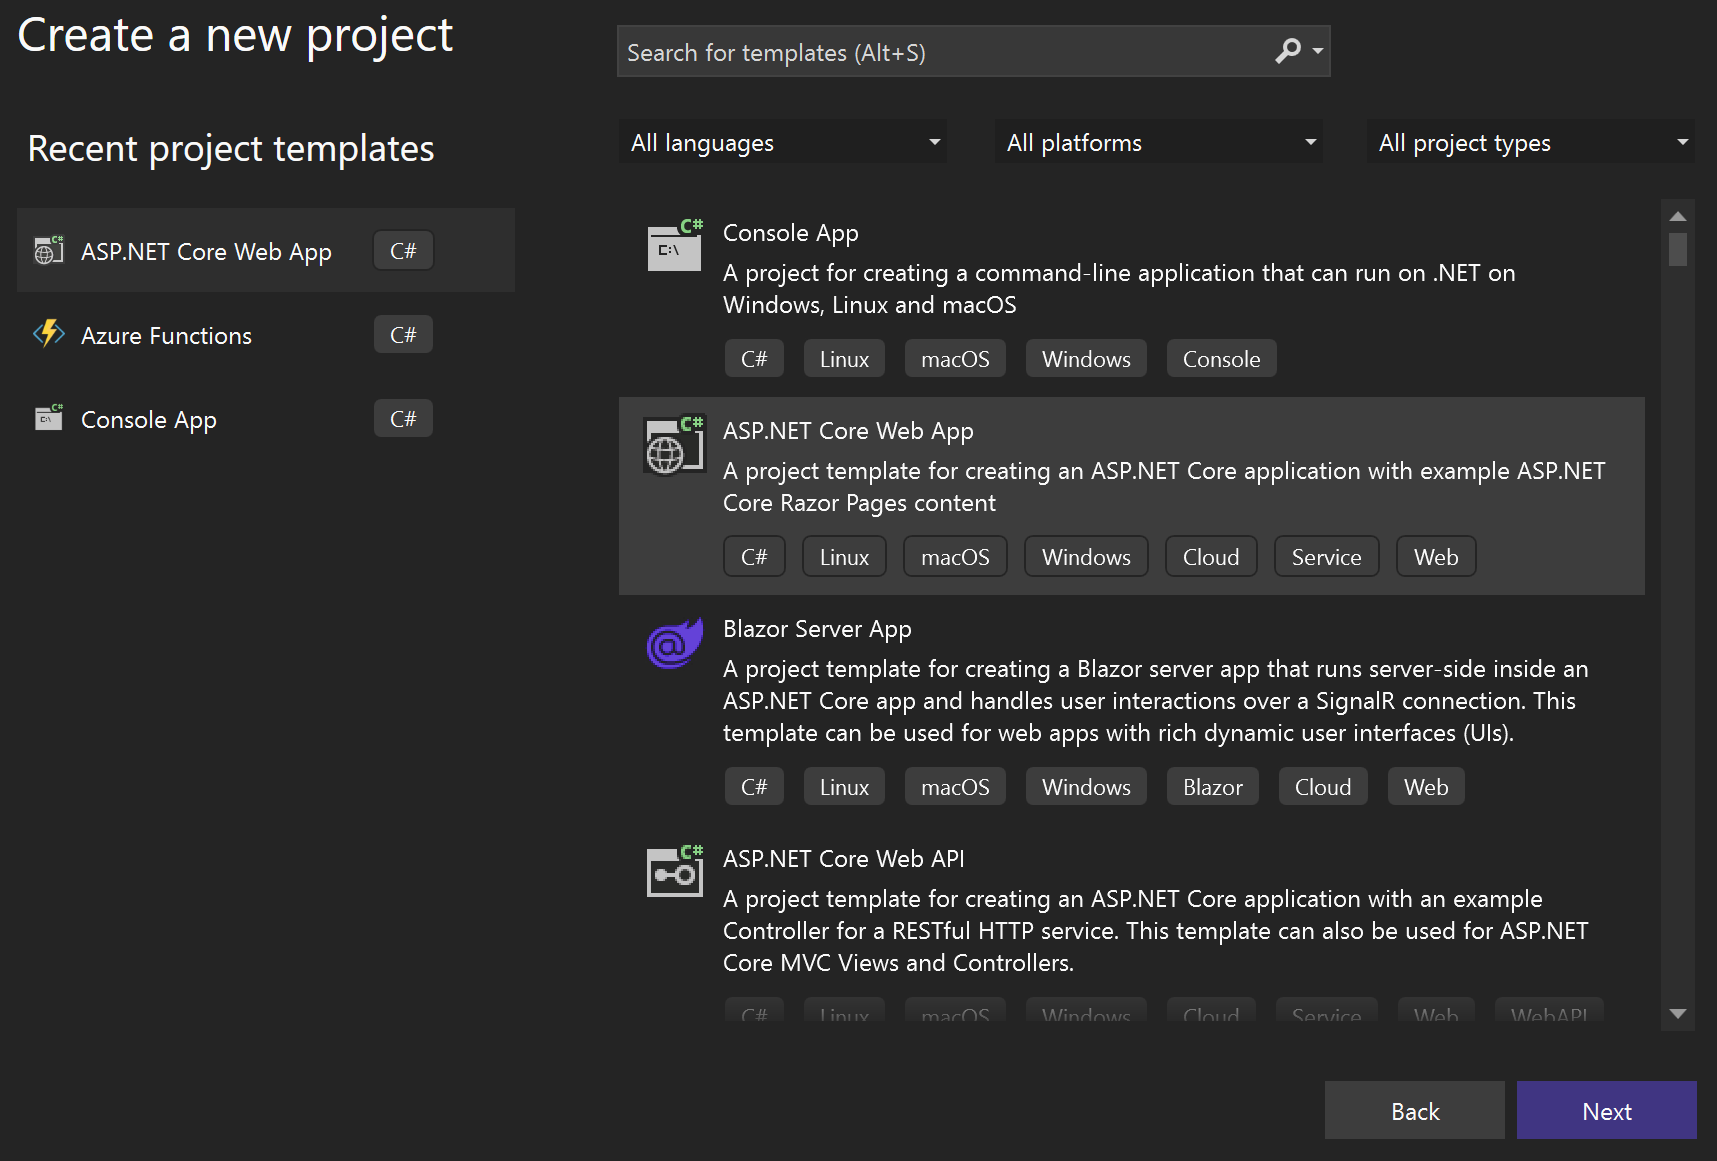 Create a new project
Search for templates (Alt+S)
Recent project templates
All languages
All platforms
All project types
ASP.NET Core Web App C#
Azure Functions C#
Console App C#
Console App
A project for creating a command-line application that can run on .NET on
Windows, Linux and macOS
C# Linux macOS Windows Console
ASP.NET Core Web App
A project template for creating an ASP.NET Core application with example ASP.NET
Core Razor Pages content
C# Linux macOS Windows Cloud Service Web
Blazor Server App
A project template for creating a Blazor server app that runs server-side inside an
ASP.NET Core app and handles user interactions over a SignalR connection. This
template can be used for web apps with rich dynamic user interfaces (UIs).
C# Linux macOS Windows Blazor Cloud Web
ASP.NET Core Web API
A project template for creating an ASP.NET Core application with an example
Controller for a RESTful HTTP service. This template can also be used for ASP.NET
Core MVC Views and Controllers.
C# Linux macOS Windows Cloud Service Web WebAPI
Back
Next